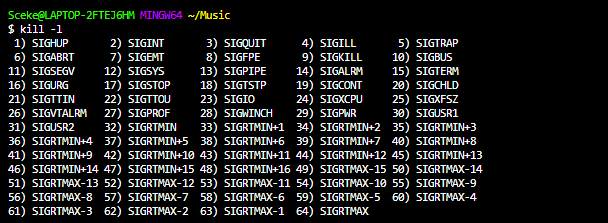 Sceke@LAPTOP-2FTEJ6HM MINGW64 ~/Music
$ kill -l
 1) SIGHUP       2) SIGINT       3) SIGQUIT      4) SIGILL       5) SIGTRAP
 6) SIGABRT      7) SIGEMT       8) SIGFPE       9) SIGKILL     10) SIGBUS
11) SIGSEGV     12) SIGSYS      13) SIGPIPE     14) SIGALRM     15) SIGTERM
16) SIGURG      17) SIGSTOP     18) SIGTSTP     19) SIGCONT     20) SIGCHLD
21) SIGTTIN     22) SIGTTOU     23) SIGIO       24) SIGXCPU     25) SIGXFSZ
26) SIGVTALRM   27) SIGPROF     28) SIGWINCH    29) SIGPWR      30) SIGUSR1
31) SIGUSR2     32) SIGRTMIN    33) SIGRTMIN+1  34) SIGRTMIN+2  35) SIGRTMIN+3
36) SIGRTMIN+4  37) SIGRTMIN+5  38) SIGRTMIN+6  39) SIGRTMIN+7  40) SIGRTMIN+8
41) SIGRTMIN+9  42) SIGRTMIN+10 43) SIGRTMIN+11 44) SIGRTMIN+12 45) SIGRTMIN+13
46) SIGRTMIN+14 47) SIGRTMIN+15 48) SIGRTMIN+16 49) SIGRTMAX-15 50) SIGRTMAX-14
51) SIGRTMAX-13 52) SIGRTMAX-12 53) SIGRTMAX-11 54) SIGRTMAX-10 55) SIGRTMAX-9
56) SIGRTMAX-8  57) SIGRTMAX-7  58) SIGRTMAX-6  59) SIGRTMAX-5  60) SIGRTMAX-4
61) SIGRTMAX-3  62) SIGRTMAX-2  63) SIGRTMAX-1  64) SIGRTMAX